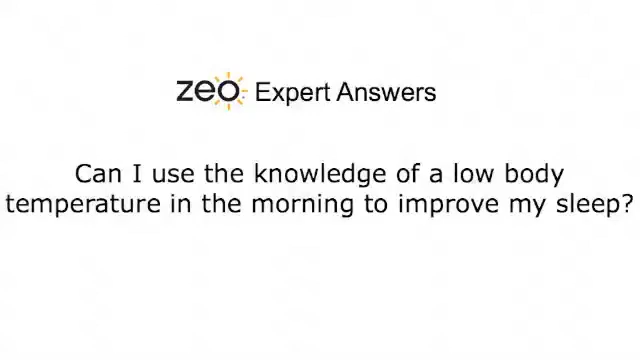 zeo Expert Answers
Can I use the knowledge of a low body
temperature in the morning to improve my sleep?